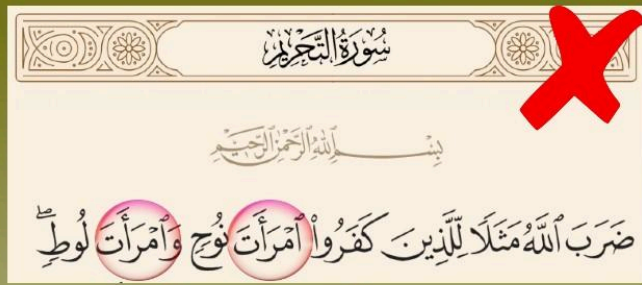 سُورَةُ التَّحْرِيمِ
بِسْمِ اللَّهِ الرَّحْمَٰنِ الرَّحِيمِ
ضَرَبَ ٱللَّهُ مَثَلًا لِّلَّذِينَ كَفَرُوا۟ ٱمْرَأَتَ نُوحٍ وَٱمْرَأَتَ لُوطٍۖ